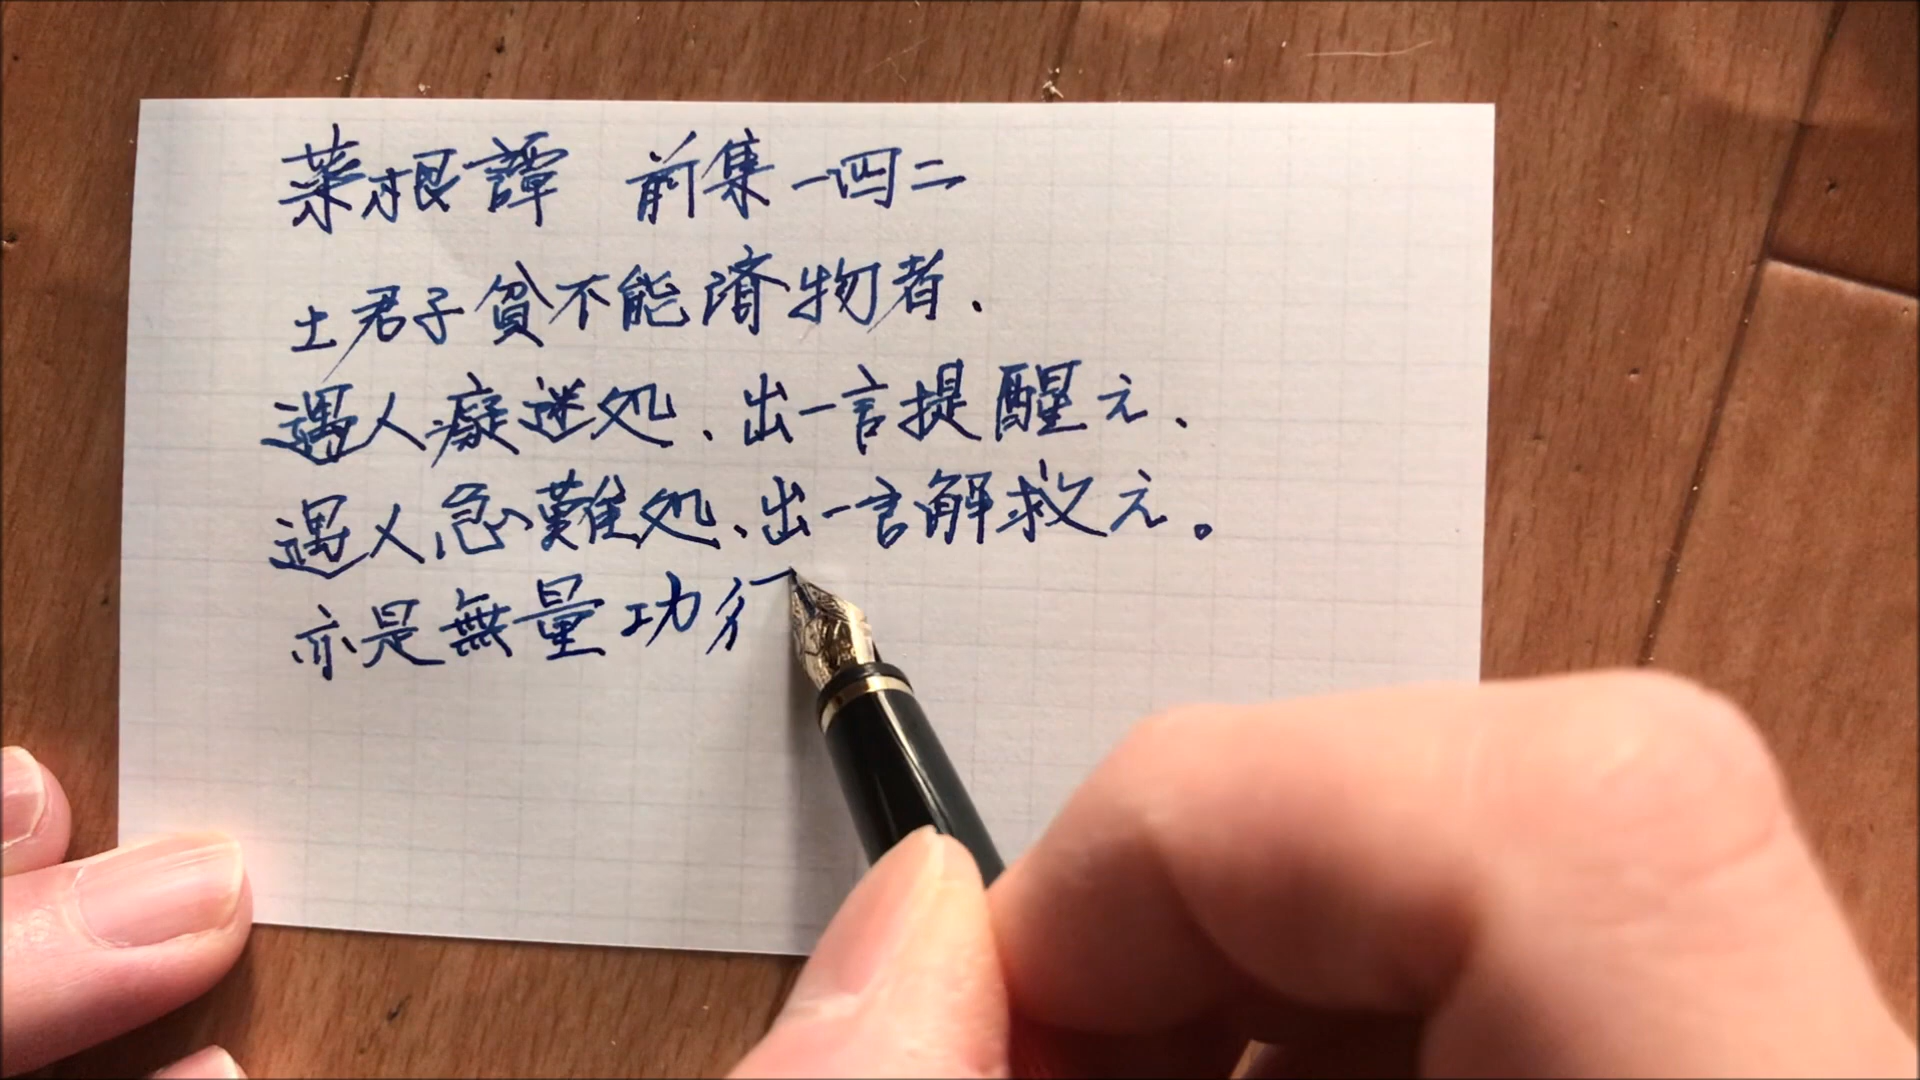 菜根譚 前集一四二
士君子貧不能済物者.
遇人癡迷処、出一言提醒之、
遇人急難処、出一言解救之。
亦是無量功